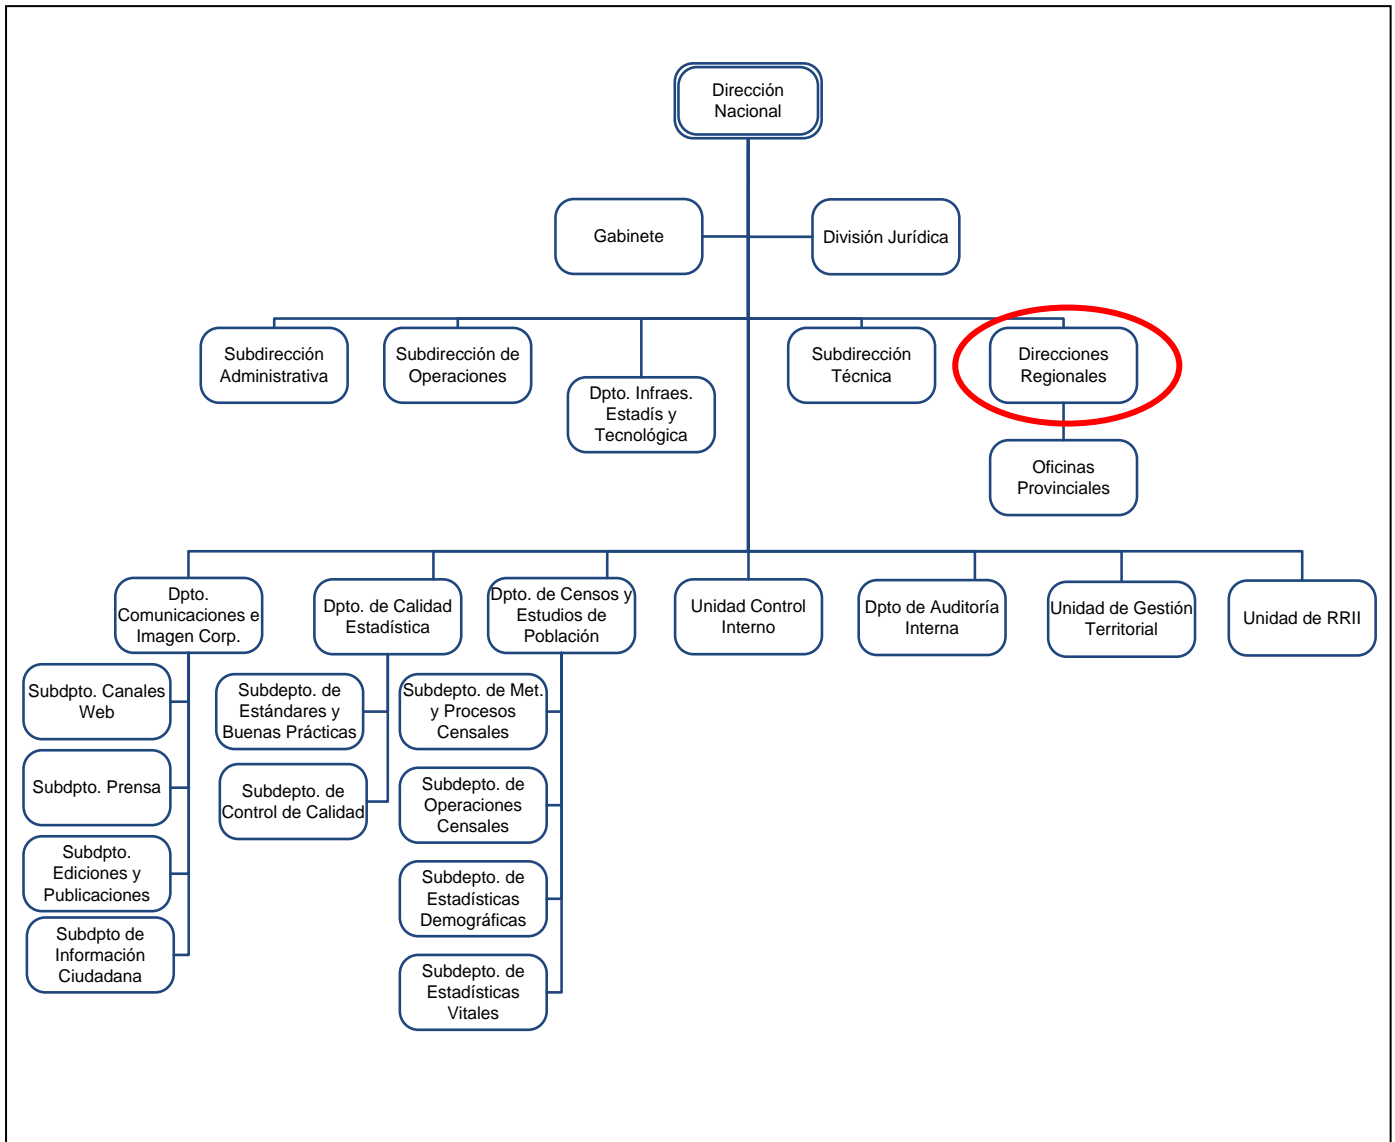 Dirección
Nacional
Gabinete
División Jurídica
Subdirección
Administrativa
Subdirección de
Operaciones
Dpto. Infraes.
Estadís y
Tecnológica
Subdirección
Técnica
Direcciones
Regionales
Oficinas
Provinciales
Dpto.
Comunicaciones e
Imagen Corp.
Dpto. de Calidad
Estadística
Dpto. de Censos y
Estudios de
Población
Unidad Control
Interno
Dpto de Auditoría
Interna
Unidad de Gestión
Territorial
Unidad de RRII
Subdpto. Canales
Web
Subdpto. Prensa
Subdpto.
Ediciones y
Publicaciones
Subdpto de
Información
Ciudadana
Subdepto. de
Estándares y
Buenas Prácticas
Subdepto. de
Control de Calidad
Subdepto. de Met.
y Procesos
Censales
Subdepto. de
Operaciones
Censales
Subdepto. de
Estadísticas
Demográficas
Subdepto. de
Estadísticas
Vitales